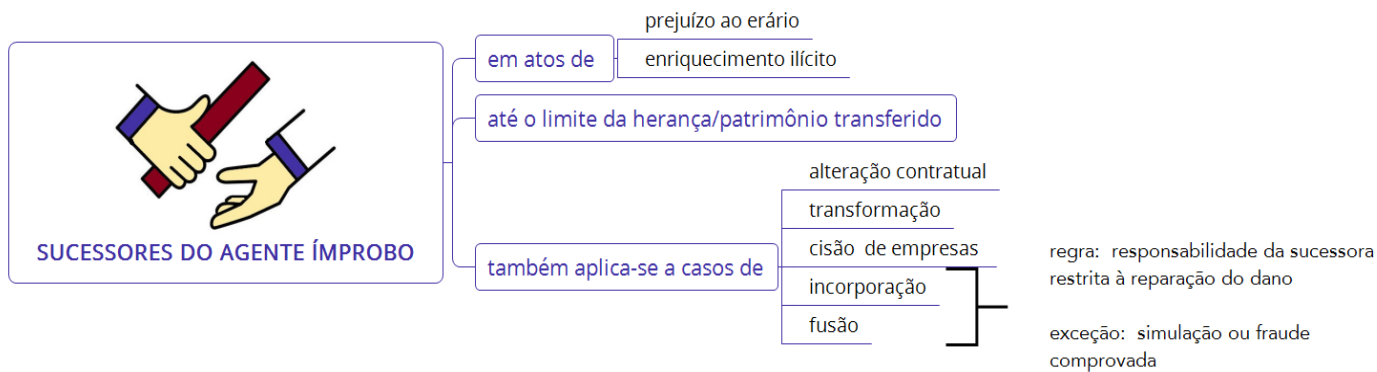 SUCESSORES DO AGENTE ÍMPROBO
em atos de
prejuízo ao erário
enriquecimento ilícito
até o limite da herança/patrimônio transferido
também aplica-se a casos de
alteração contratual
transformação
cisão de empresas
incorporação
fusão
regra: responsabilidade da sucessora
restrita à reparação do dano
exceção: simulação ou fraude
comprovada